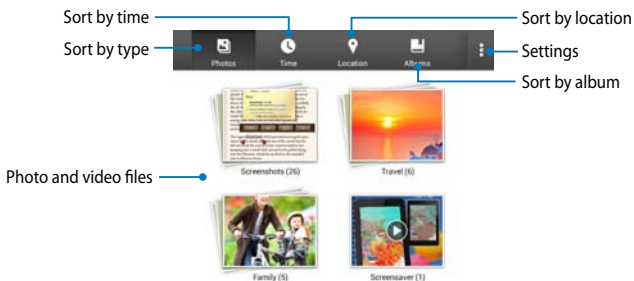 Sort by time
Sort by location
Sort by type
Settings
Photos
Time
Location
Albums
Sort by album
Screenshots (26)
Travel (6)
Photo and video files
Family (5)
Screensaver (1)